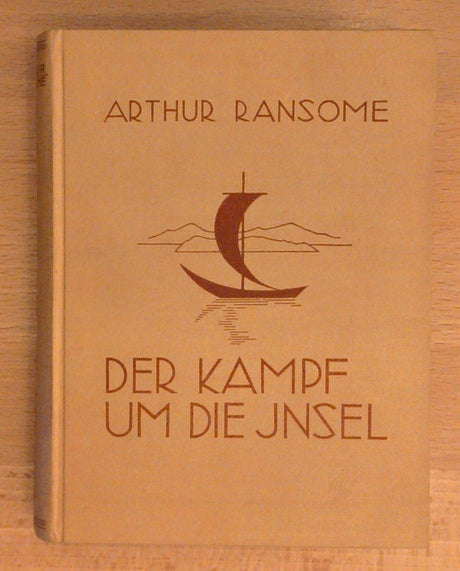 ARTHUR RANSOME
DER KAMPF
UM DIE JNSEL